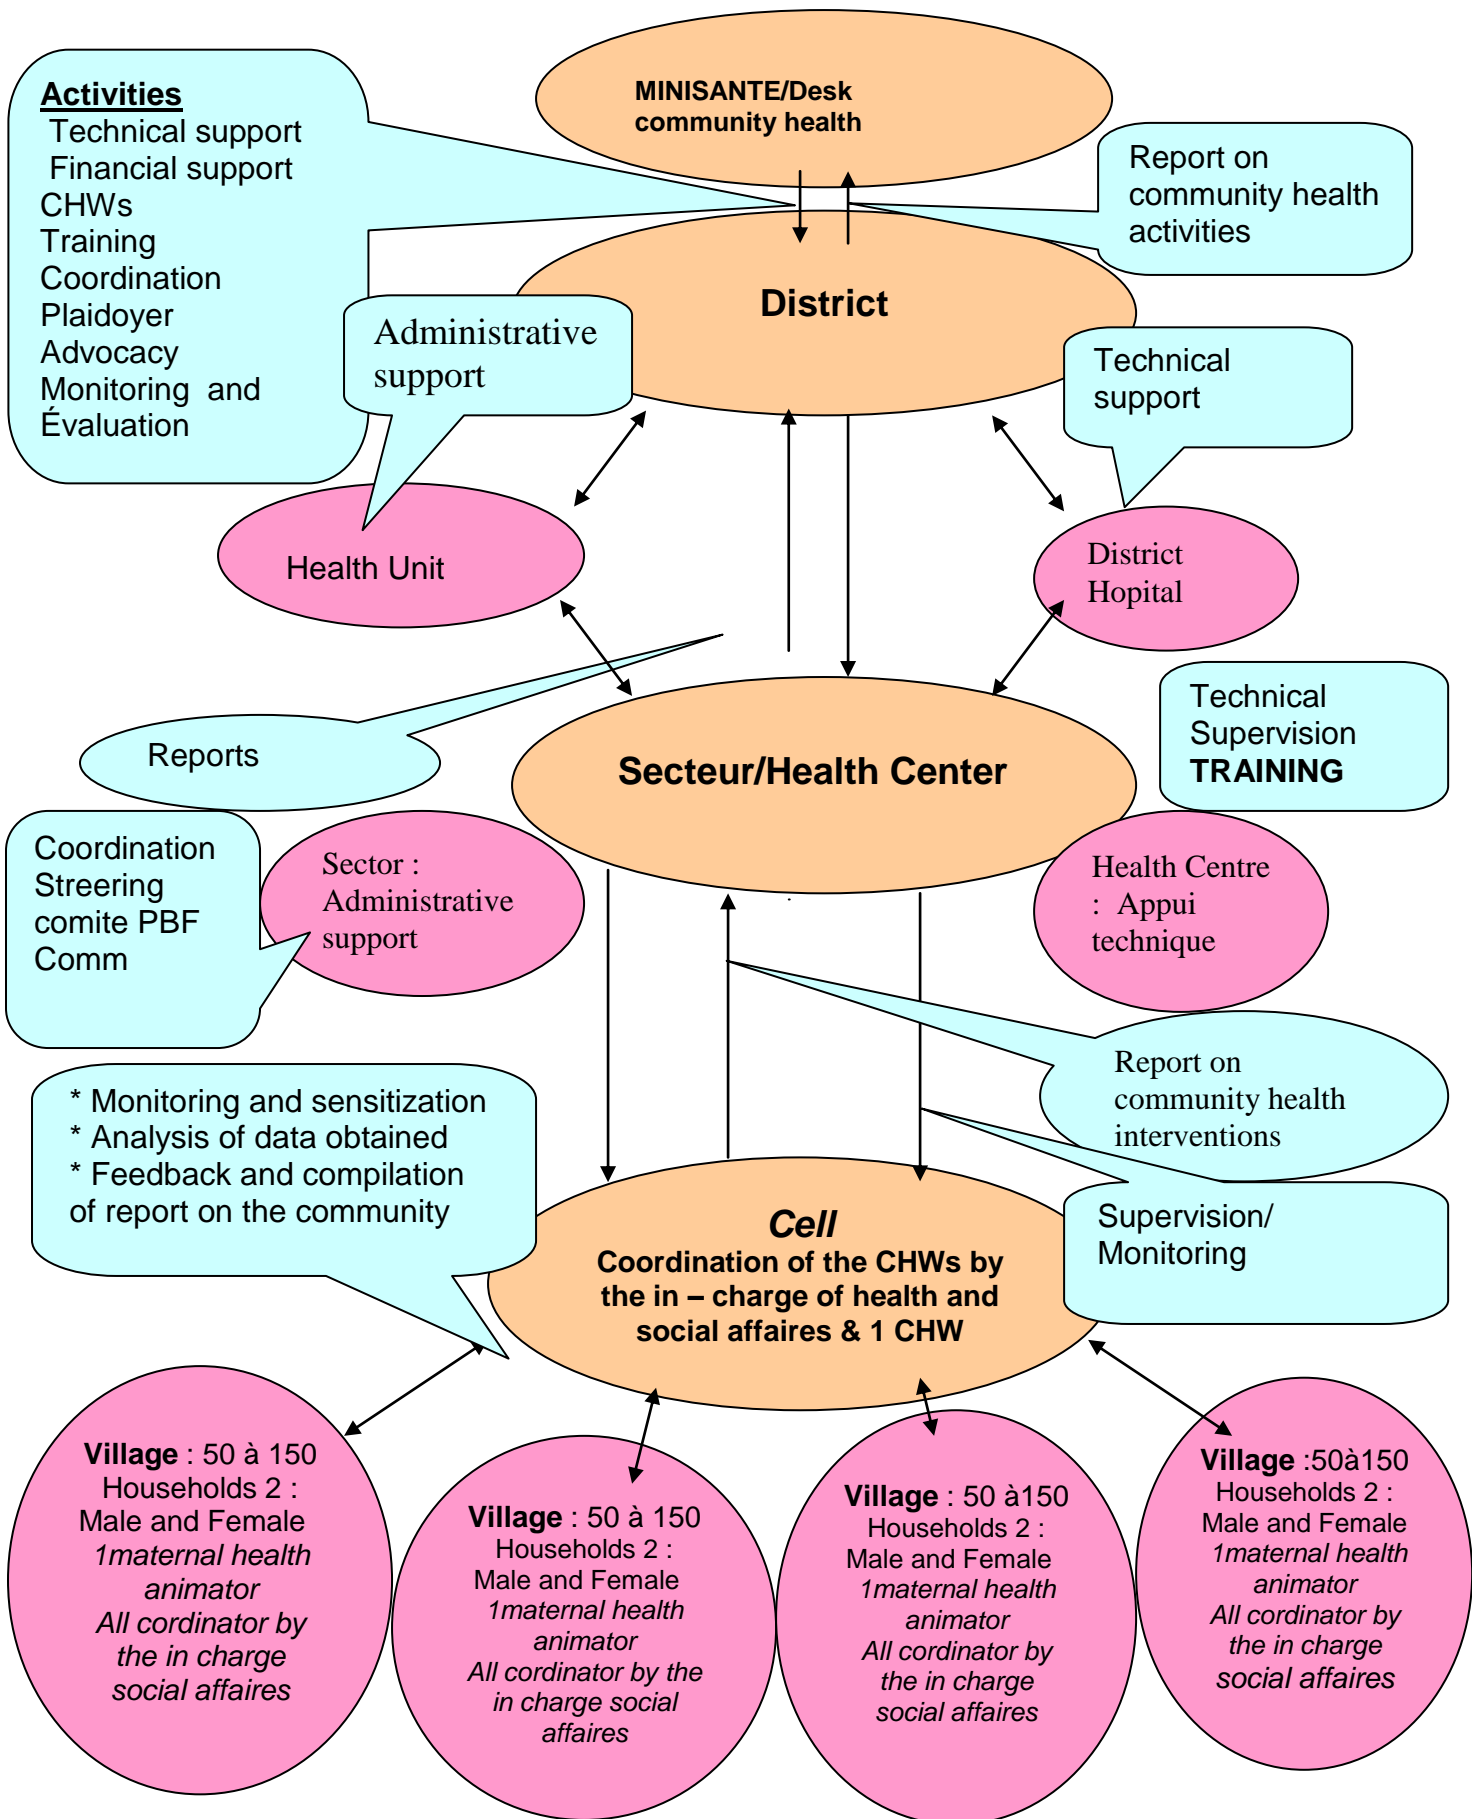 MINISANTE/Desk
community health
Activities
Technical support
Financial support
CHWs
Training
Coordination
Plaidoyer
Advocacy
Monitoring and
Évaluation
Report on
community health
activities
District
Administrative
support
Technical
support
Health Unit
District
Hopital
Reports
Secteur/Health Center
Technical
Supervision
TRAINING
Coordination
Streering
comite PBF
Comm
Sector :
Administrative
support
Health Centre
: Appui
technique
Report on
community health
interventions
* Monitoring and sensitization
* Analysis of data obtained
* Feedback and compilation
of report on the community
Supervision/
Monitoring
Cell
Coordination of the CHWs by
the in – charge of health and
social affaires & 1 CHW
Village : 50 à 150
Households 2 :
Male and Female
1maternal health
animator
All cordinator by
the in charge
social affaires
Village : 50 à 150
Households 2 :
Male and Female
1maternal health
animator
All cordinator by the
in charge social
affaires
Village : 50 à150
Households 2 :
Male and Female
1maternal health
animator
All cordinator by
the in charge
social affaires
Village :50à150
Households 2 :
Male and Female
1maternal health
animator
All cordinator by
the in charge
social affaires